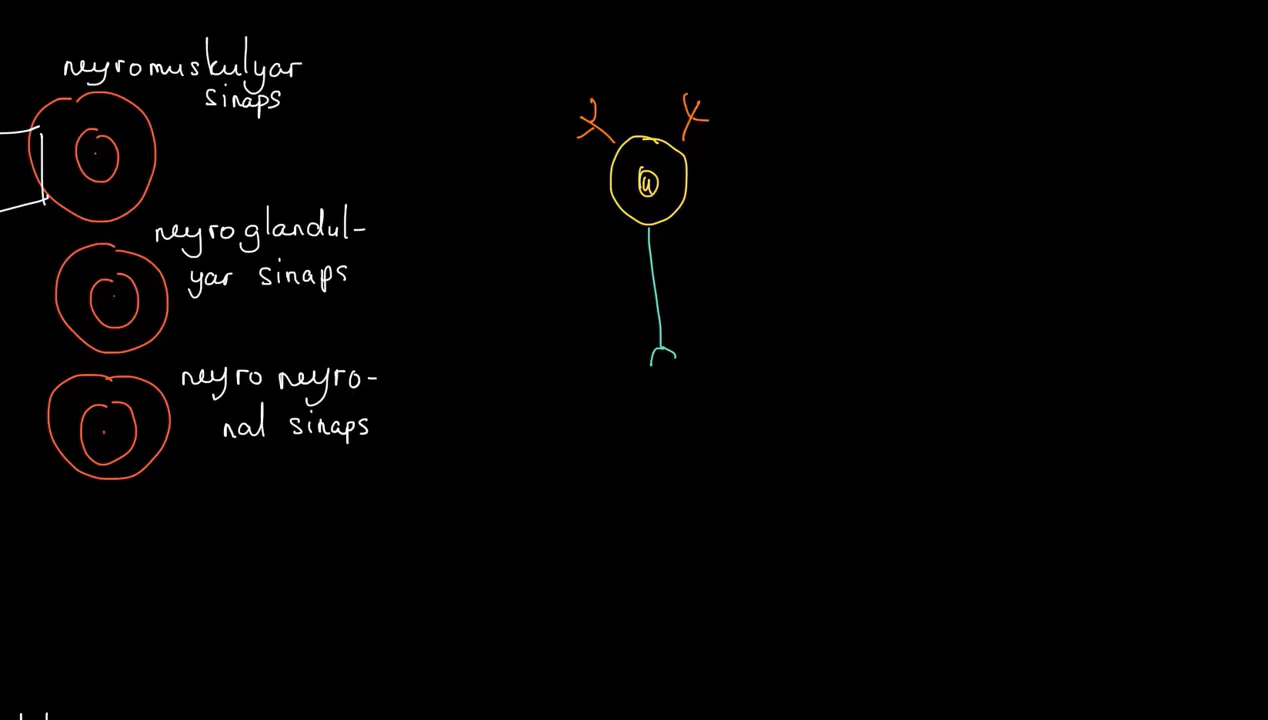 neyromuskulyar
sinaps
neyroglandul-
yar sinaps
neyro neyro-
nal sinaps